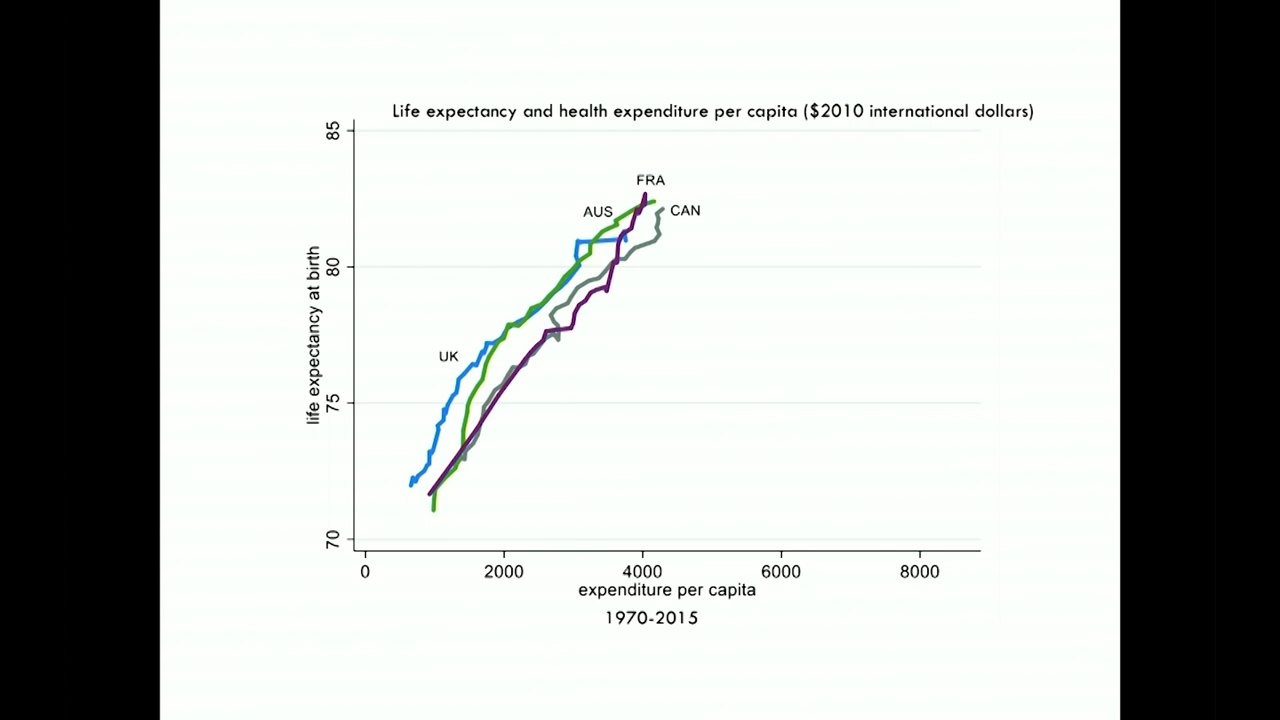 Life expectancy and health expenditure per capita ($2010 international dollars)
85
80
75
70
life expectancy at birth
FRA
AUS
CAN
UK
0 2000 4000 6000 8000
expenditure per capita
1970-2015